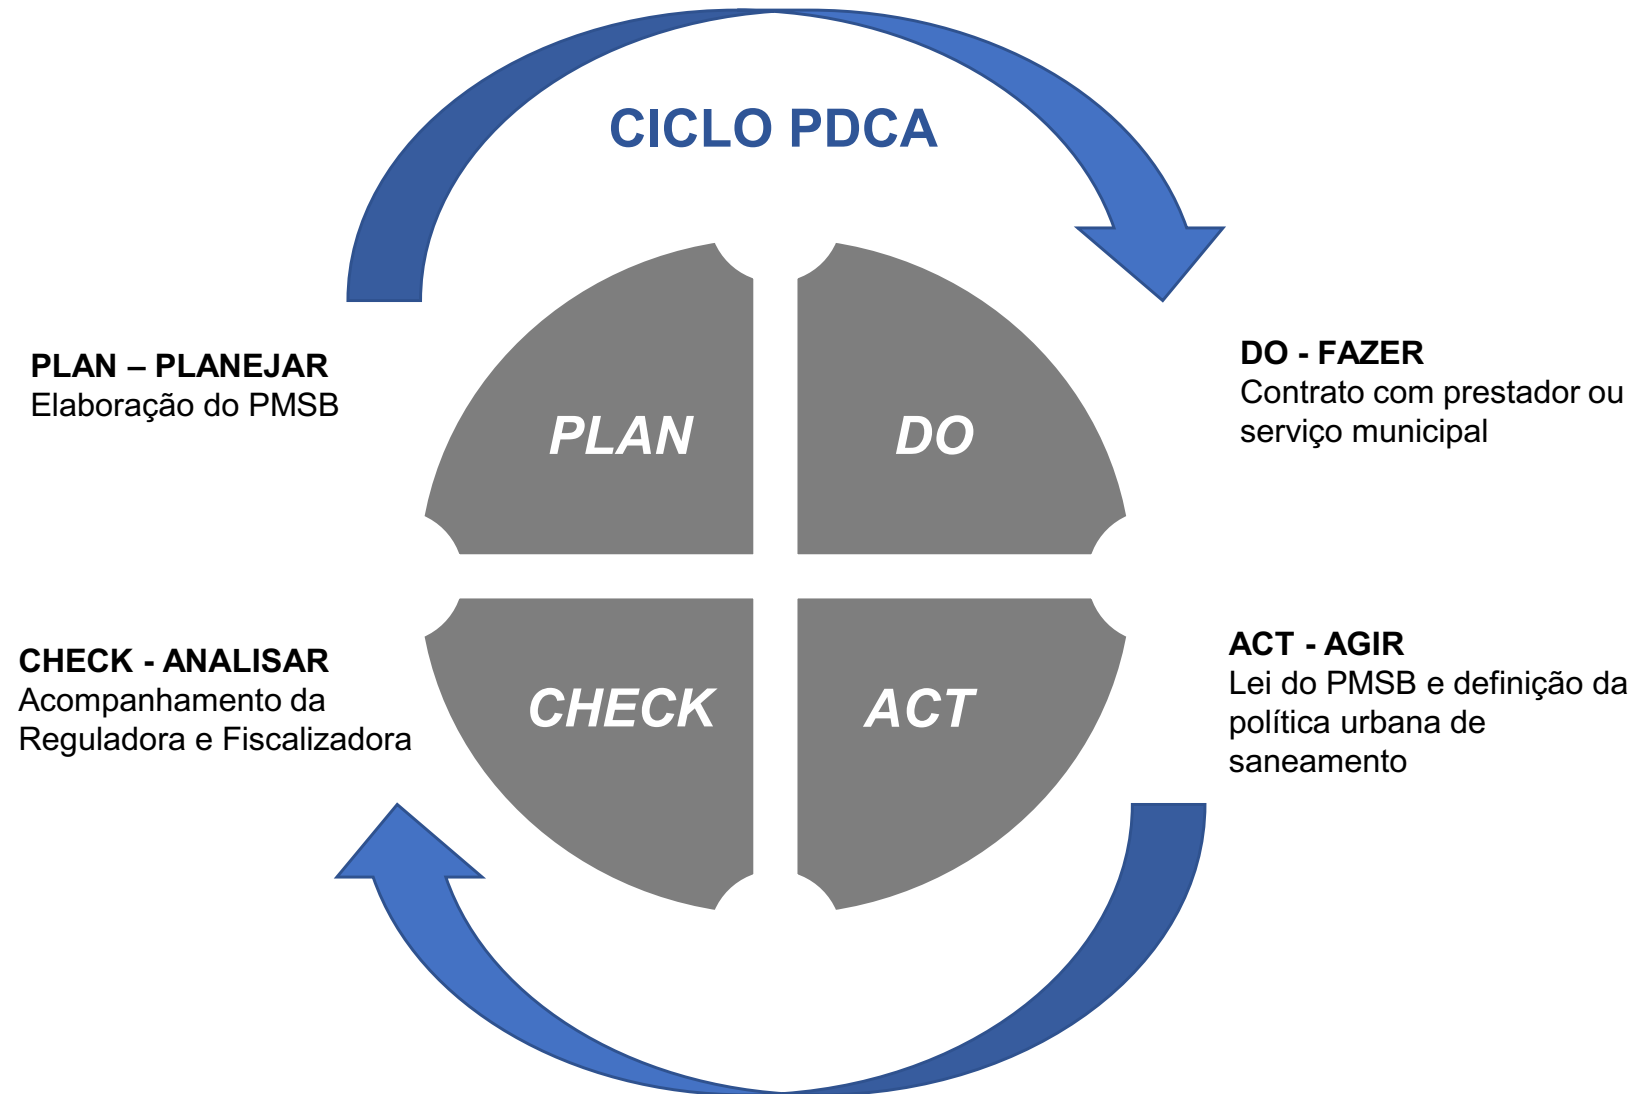 CICLO PDCA
PLAN – PLANEJAR
Elaboração do PMSB
DO - FAZER
Contrato com prestador ou
serviço municipal
PLAN
DO
CHECK - ANALISAR
Acompanhamento da
Reguladora e Fiscalizadora
ACT - AGIR
Lei do PMSB e definição da
política urbana de
saneamento
CHECK
ACT